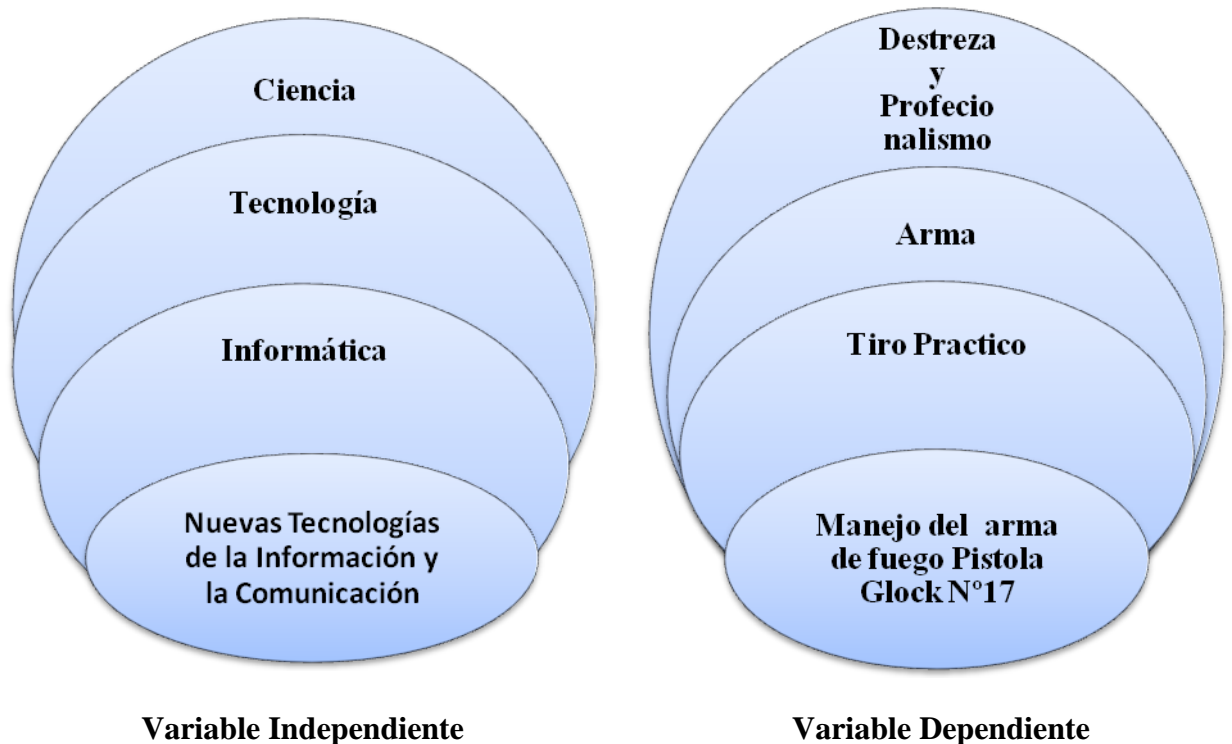 Ciencia
Tecnología
Informática
Nuevas Tecnologías
de la Información y
la Comunicación
Variable Independiente
Destreza
y
Profecio
nalismo
Arma
Tiro Practico
Manejo del arma
de fuego Pistola
Glock Nº17
Variable Dependiente